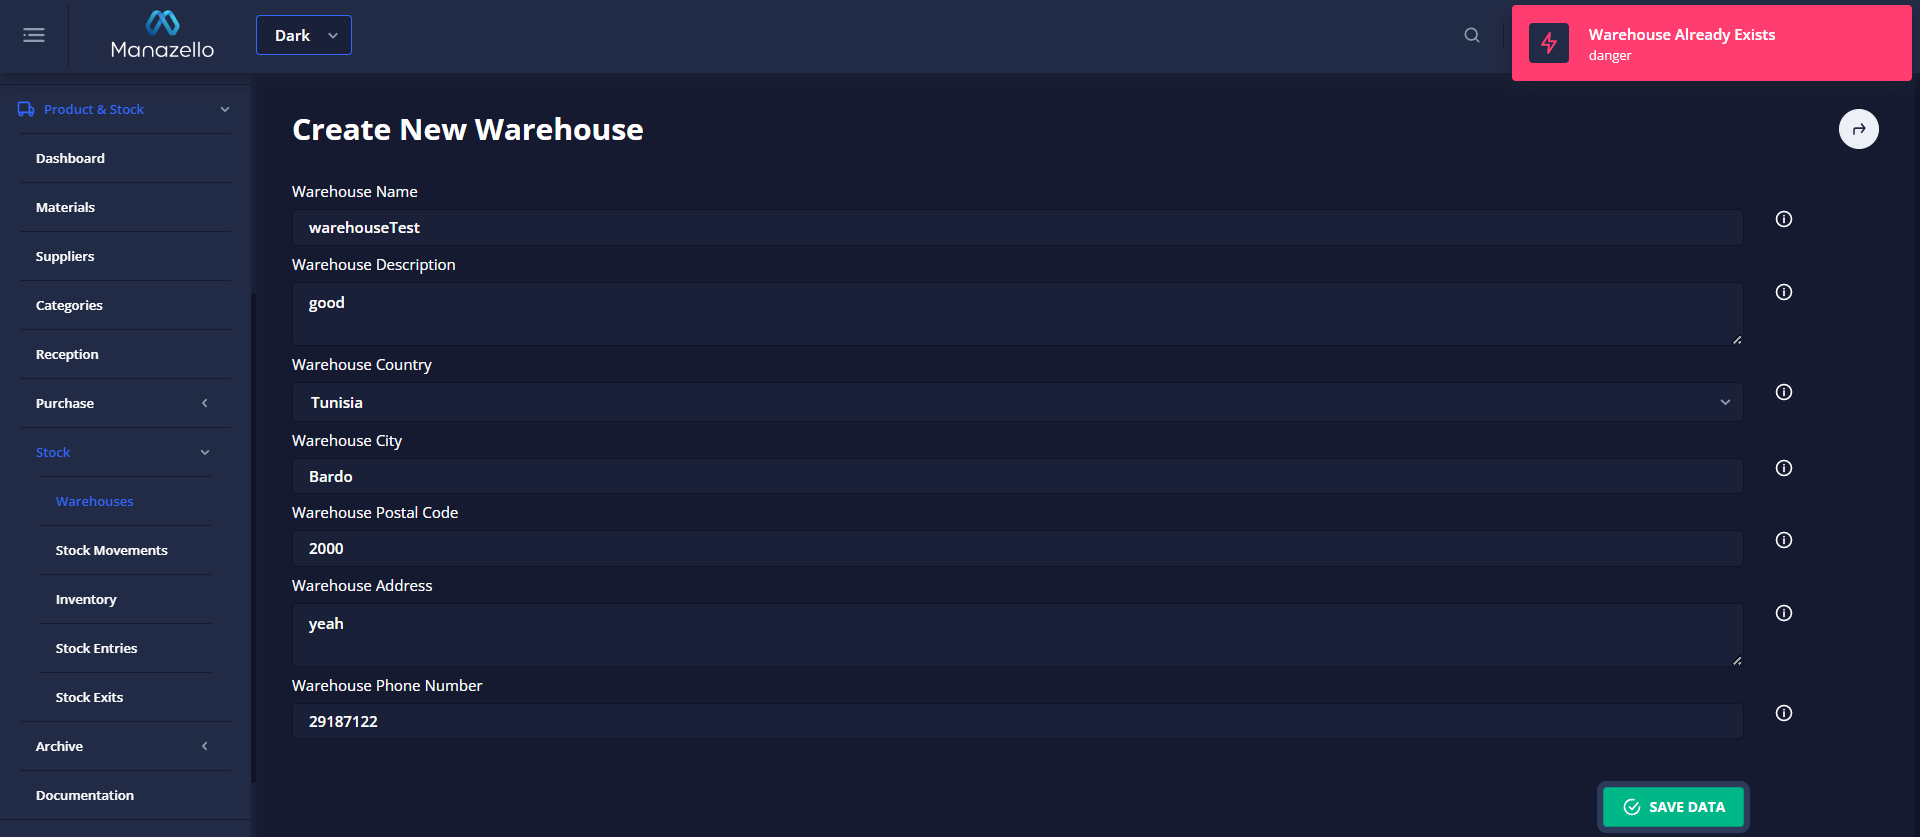 Manazello
Dark
Warehouse Already Exists
danger
Product & Stock
Dashboard
Materials
Suppliers
Categories
Reception
Purchase
Stock
Warehouses
Stock Movements
Inventory
Stock Entries
Stock Exits
Archive
Documentation
Create New Warehouse
Warehouse Name
warehouseTest
Warehouse Description
good
Warehouse Country
Tunisia
Warehouse City
Bardo
Warehouse Postal Code
2000
Warehouse Address
yeah
Warehouse Phone Number
29187122
SAVE DATA